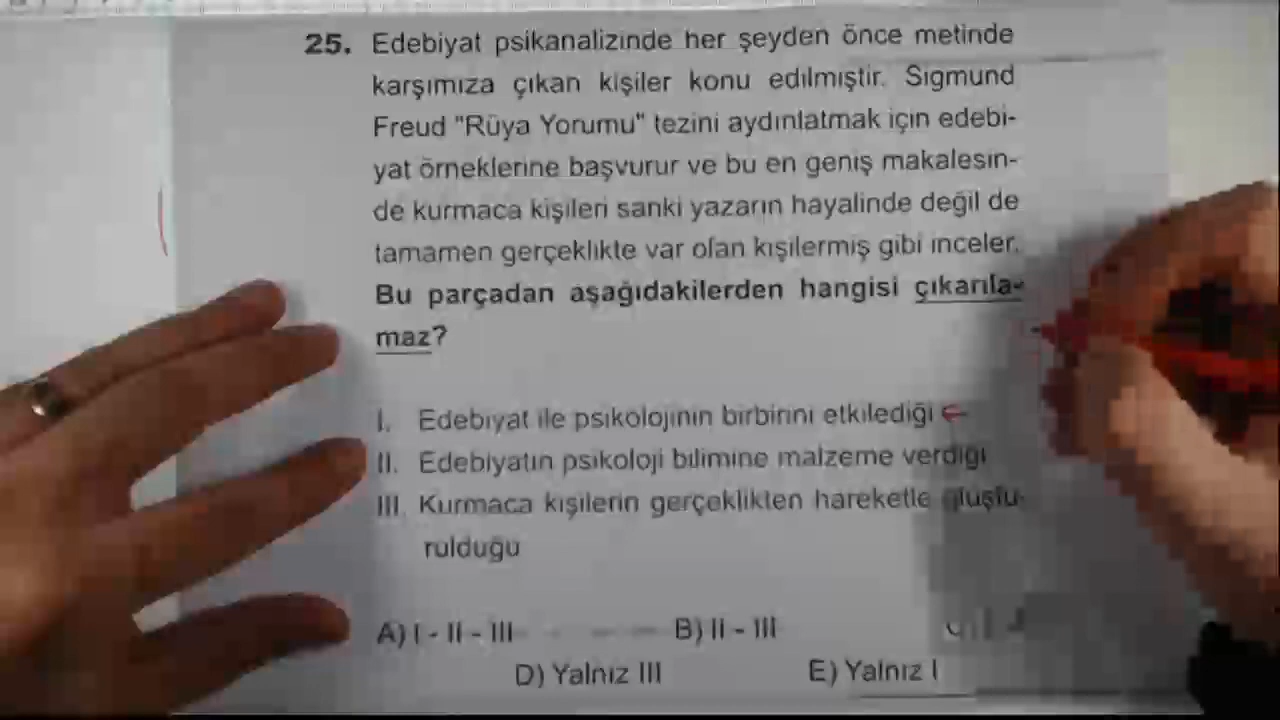 25. Edebiyat psikanalizinde her şeyden önce metinde
karşımıza çıkan kişiler konu edilmiştir. Sigmund
Freud "Rüya Yorumu" tezini aydınlatmak için edebi-
yat örneklerine başvurur ve bu en geniş makalesin-
de kurmaca kişileri sanki yazarın hayalinde değil de
tamamen gerçeklikte var olan kişilermiş gibi inceler.
Bu parçadan aşağıdakilerden hangisi çıkarıla-
maz?
I. Edebiyat ile psikolojinin birbirini etkilediği
II. Edebiyatın psikoloji bilimine malzeme verdiği
III. Kurmaca kişilerin gerçeklikten hareketle oluştu-
rulduğu
A) I - II - III B) II - III
D) Yalnız III E) Yalnız I